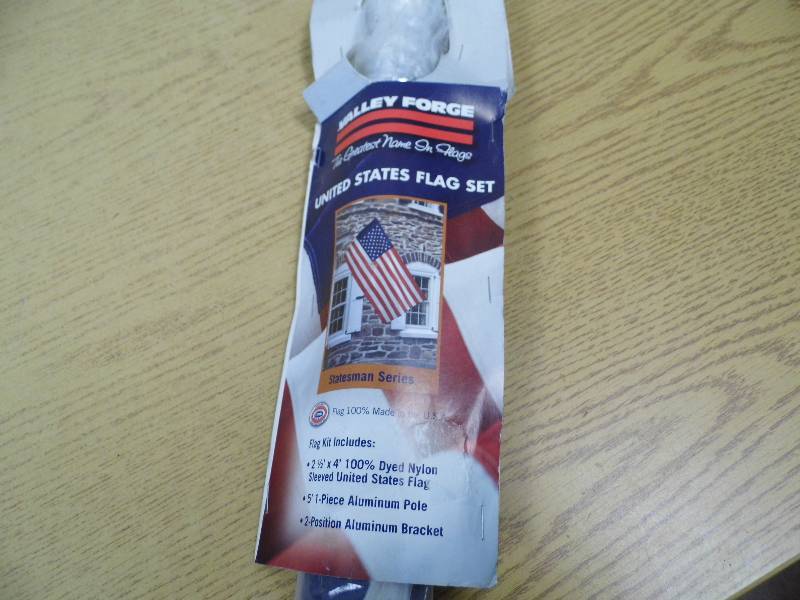 VALLEY FORGE
The Greatest Name In Flags
UNITED STATES FLAG SET
Statesman Series
Flag 100% Made in the U.S.A.
Flag Kit Includes:
• 2 ½' x 4' 100% Dyed Nylon
Sleeved United States Flag
• 5' 1-Piece Aluminum Pole
• 2-Position Aluminum Bracket